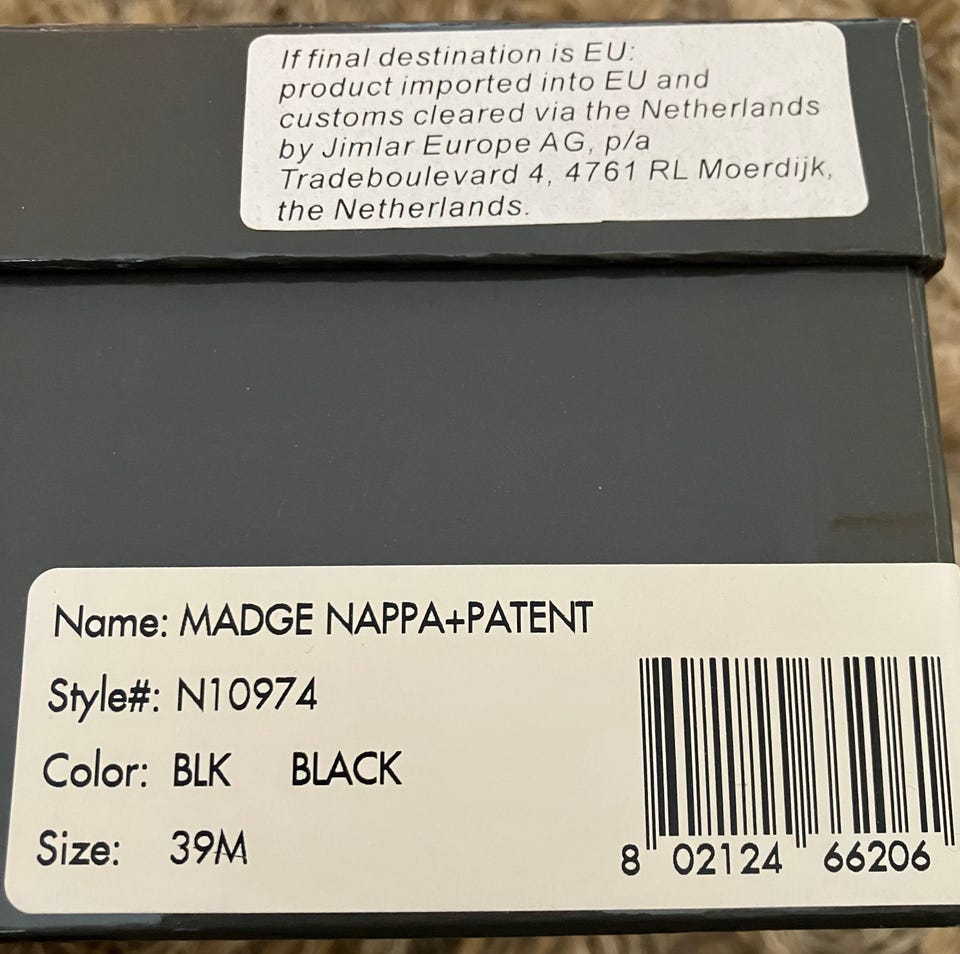 If final destination is EU:
product imported into EU and
customs cleared via the Netherlands
by Jimlar Europe AG, p/a
Tradeboulevard 4, 4761 RL Moerdijk,
the Netherlands.
Name: MADGE NAPPA+PATENT
Style#: N10974
Color: BLK BLACK
Size: 39M
8 02124 66206